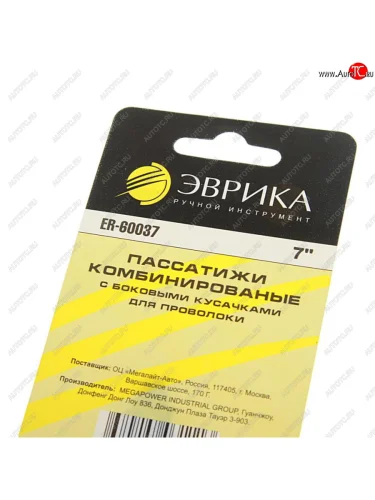 www.AutoTC.ru
ЭВРИКА
РУЧНОЙ ИНСТРУМЕНТ
ER-60037
7"
ПАССАТИЖИ
КОМБИНИРОВАНЫЕ
С БОКОВЫМИ КУСАЧКАМИ
ДЛЯ ПРОВОЛОКИ
Поставщик: ОЦ «Мегалайт-Авто», Россия, 117405, г. Москва,
Варшавское шоссе, 170 Г.
Производитель: MEGAPOWER INDUSTRIAL GROUP, Гуанчжоу,
Донфенг Донг Лоу 836, Донджун Плаза Тауэр 3-903.